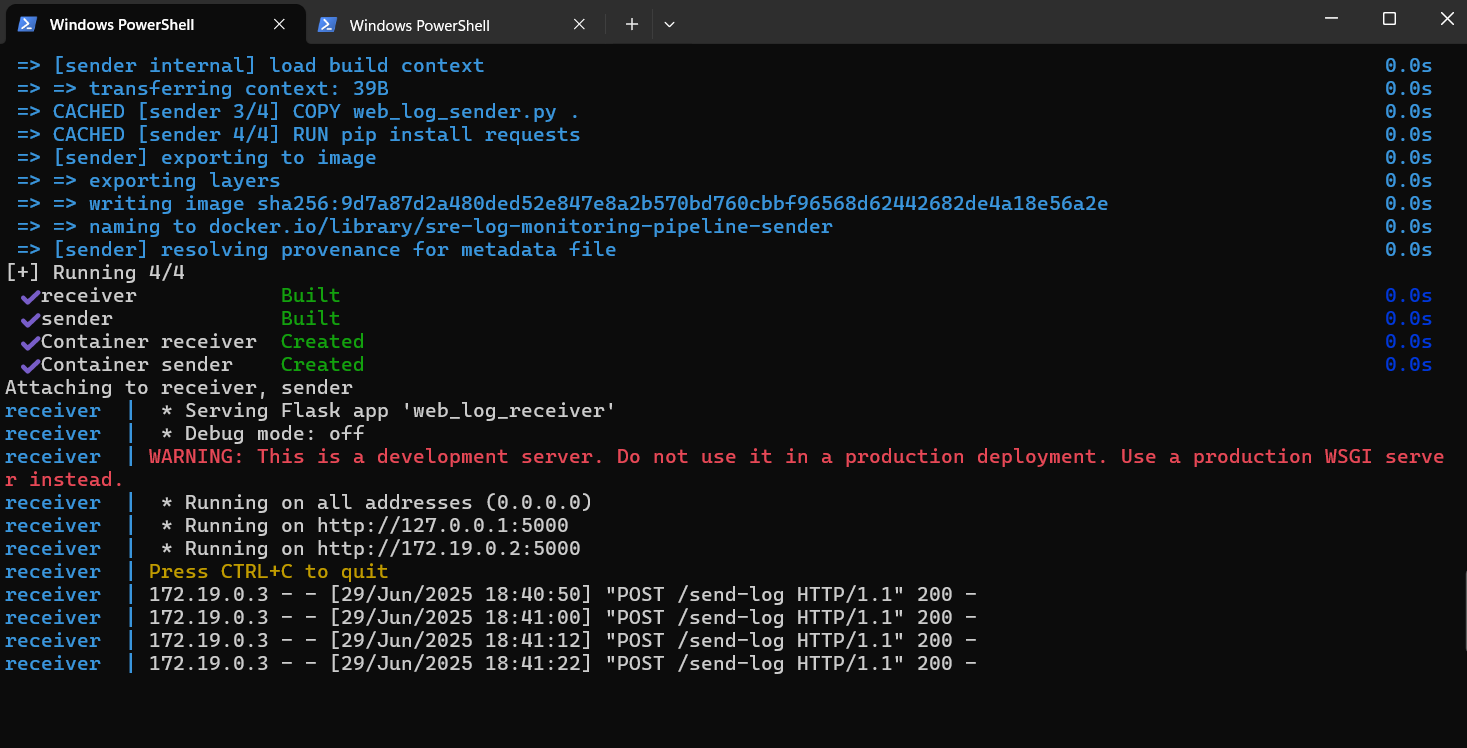 Windows PowerShell
Windows PowerShell
=> [sender internal] load build context 0.0s
=> => transferring context: 39B 0.0s
=> CACHED [sender 3/4] COPY web_log_sender.py . 0.0s
=> CACHED [sender 4/4] RUN pip install requests 0.0s
=> [sender] exporting to image 0.0s
=> => exporting layers 0.0s
=> => writing image sha256:9d7a87d2a480ded52e847e8a2b570bd760cbbf96568d62442682de4a18e56a2e 0.0s
=> => naming to docker.io/library/sre-log-monitoring-pipeline-sender 0.0s
=> [sender] resolving provenance for metadata file 0.0s
[+] Running 4/4
✔receiver Built 0.0s
✔sender Built 0.0s
✔Container receiver Created 0.0s
✔Container sender Created 0.0s
Attaching to receiver, sender
receiver | * Serving Flask app 'web_log_receiver'
receiver | * Debug mode: off
receiver | WARNING: This is a development server. Do not use it in a production deployment. Use a production WSGI serve
r instead.
receiver | * Running on all addresses (0.0.0.0)
receiver | * Running on http://127.0.0.1:5000
receiver | * Running on http://172.19.0.2:5000
receiver | Press CTRL+C to quit
receiver | 172.19.0.3 - - [29/Jun/2025 18:40:50] "POST /send-log HTTP/1.1" 200 -
receiver | 172.19.0.3 - - [29/Jun/2025 18:41:00] "POST /send-log HTTP/1.1" 200 -
receiver | 172.19.0.3 - - [29/Jun/2025 18:41:12] "POST /send-log HTTP/1.1" 200 -
receiver | 172.19.0.3 - - [29/Jun/2025 18:41:22] "POST /send-log HTTP/1.1" 200 -